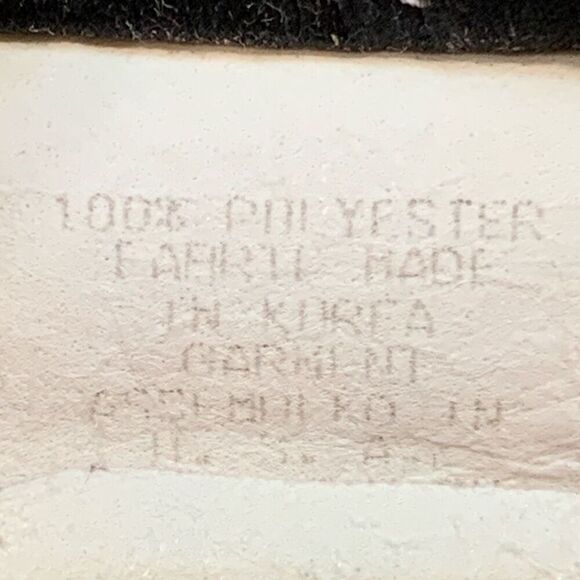 100% POLYESTER
FABRIC MADE
IN KOREA
GARMENT
ASSEMBLED IN
U. S. A.